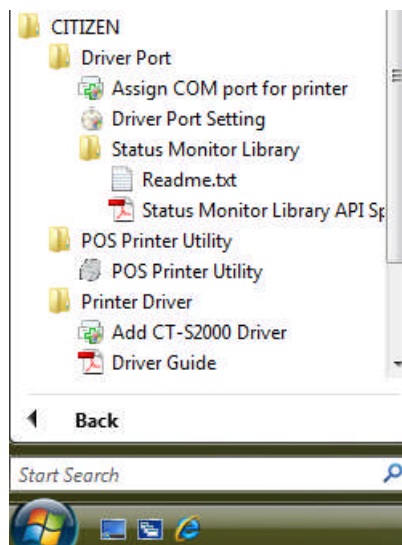 CITIZEN
Driver Port
Assign COM port for printer
Driver Port Setting
Status Monitor Library
Readme.txt
Status Monitor Library API Sp
POS Printer Utility
POS Printer Utility
Printer Driver
Add CT-S2000 Driver
Driver Guide
Back
Start Search